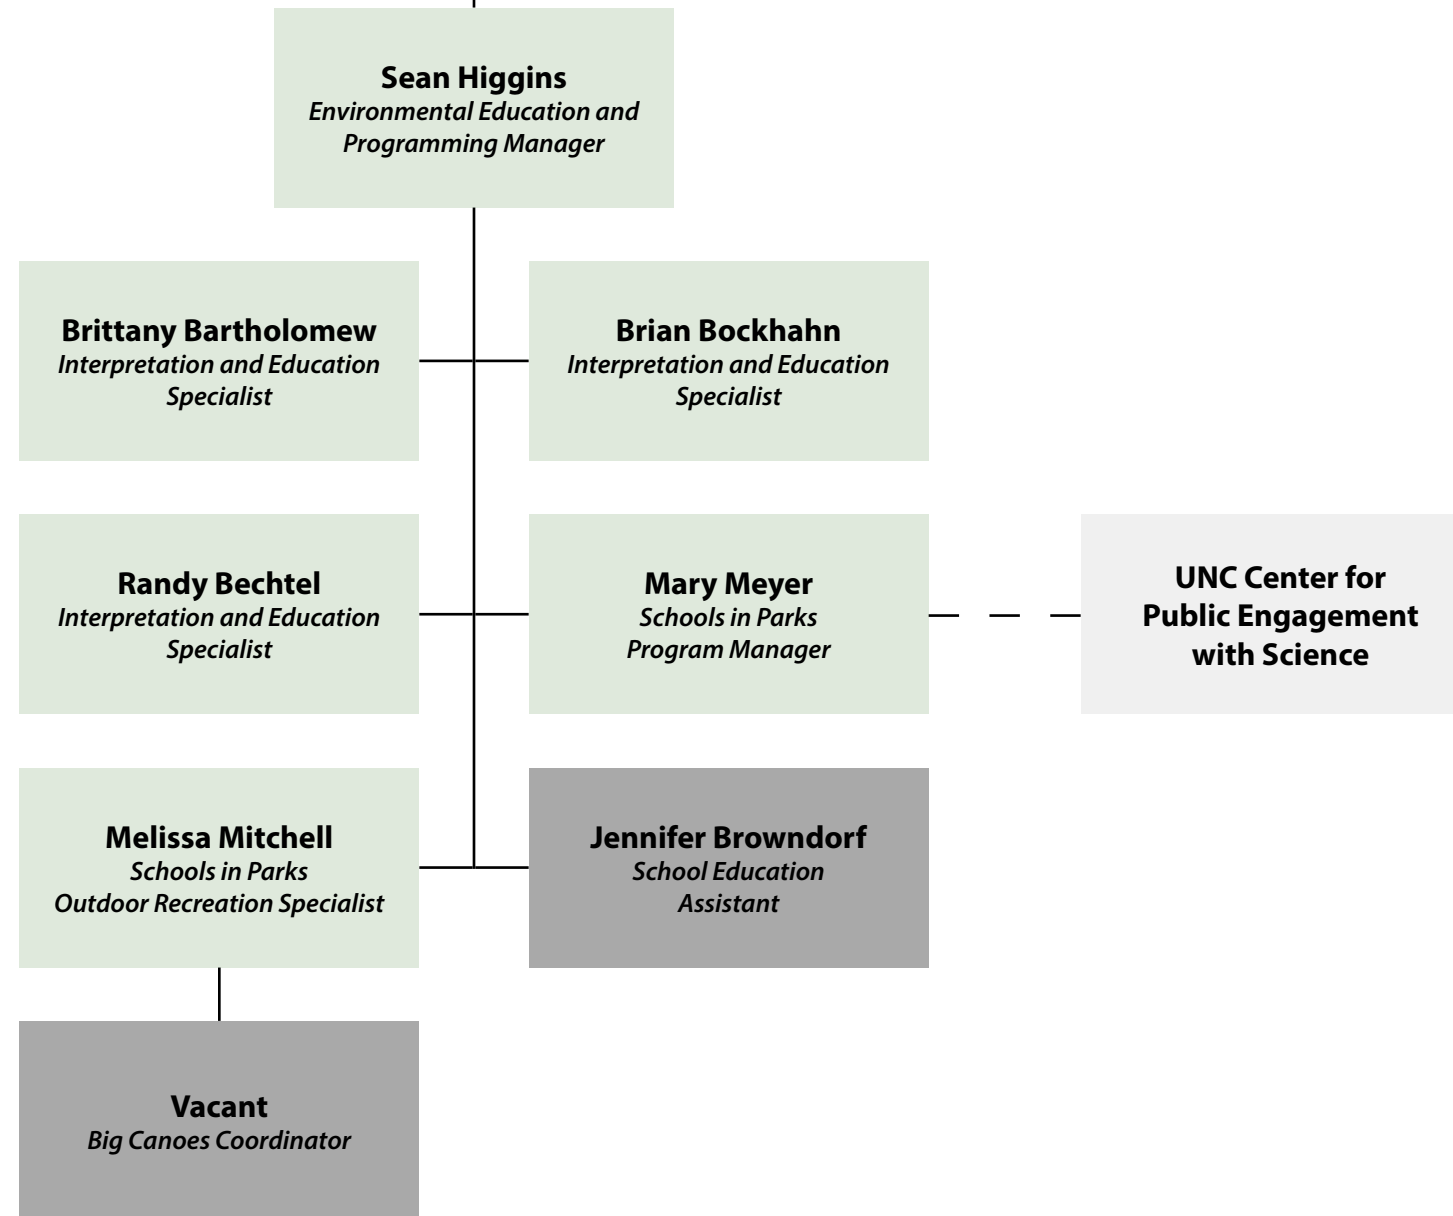 Sean Higgins
Environmental Education and
Programming Manager
Brittany Bartholomew
Interpretation and Education
Specialist
Brian Bockhahn
Interpretation and Education
Specialist
Randy Bechtel
Interpretation and Education
Specialist
Mary Meyer
Schools in Parks
Program Manager
UNC Center for
Public Engagement
with Science
Melissa Mitchell
Schools in Parks
Outdoor Recreation Specialist
Jennifer Browndorf
School Education
Assistant
Vacant
Big Canoes Coordinator